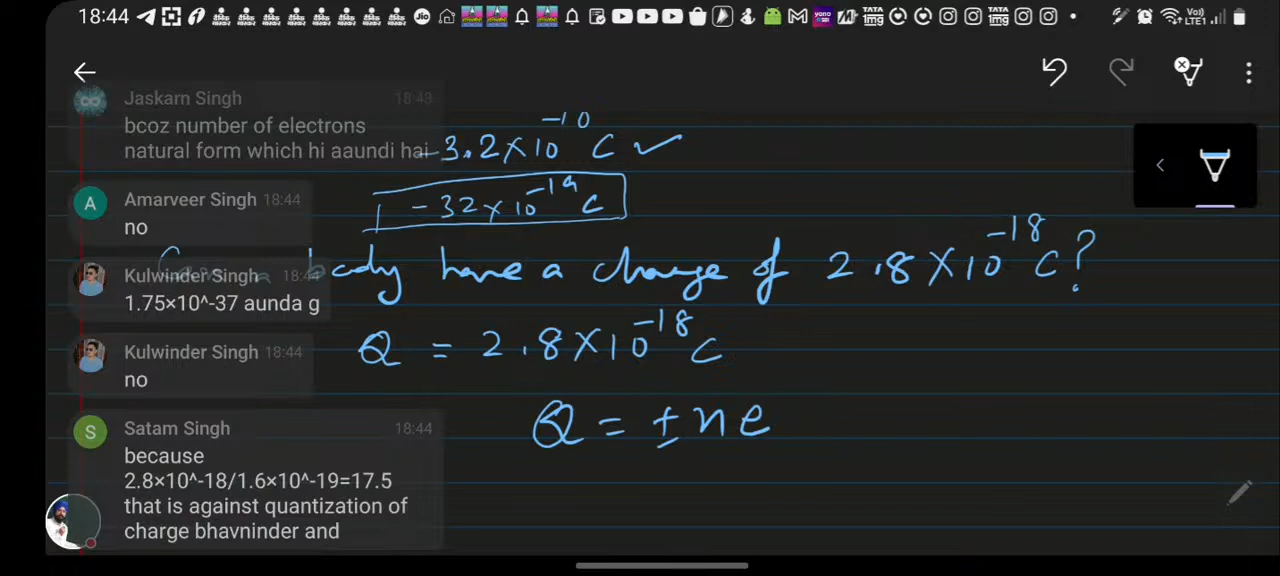 18:44
Jaskarn Singh 18:43
bcoz number of electrons
natural form which hi aaundi hai
-3.2×10^-10 C ✓
-32×10^-19 C
Amarveer Singh 18:44
no
body have a charge of 2.8×10^-18 C?
Kulwinder Singh 18:44
1.75×10^-37 aunda g
Q = 2.8×10^-18 C
Kulwinder Singh 18:44
no
Q = ±ne
Satam Singh 18:44
because
2.8×10^-18/1.6×10^-19=17.5
that is against quantization of
charge bhavninder and